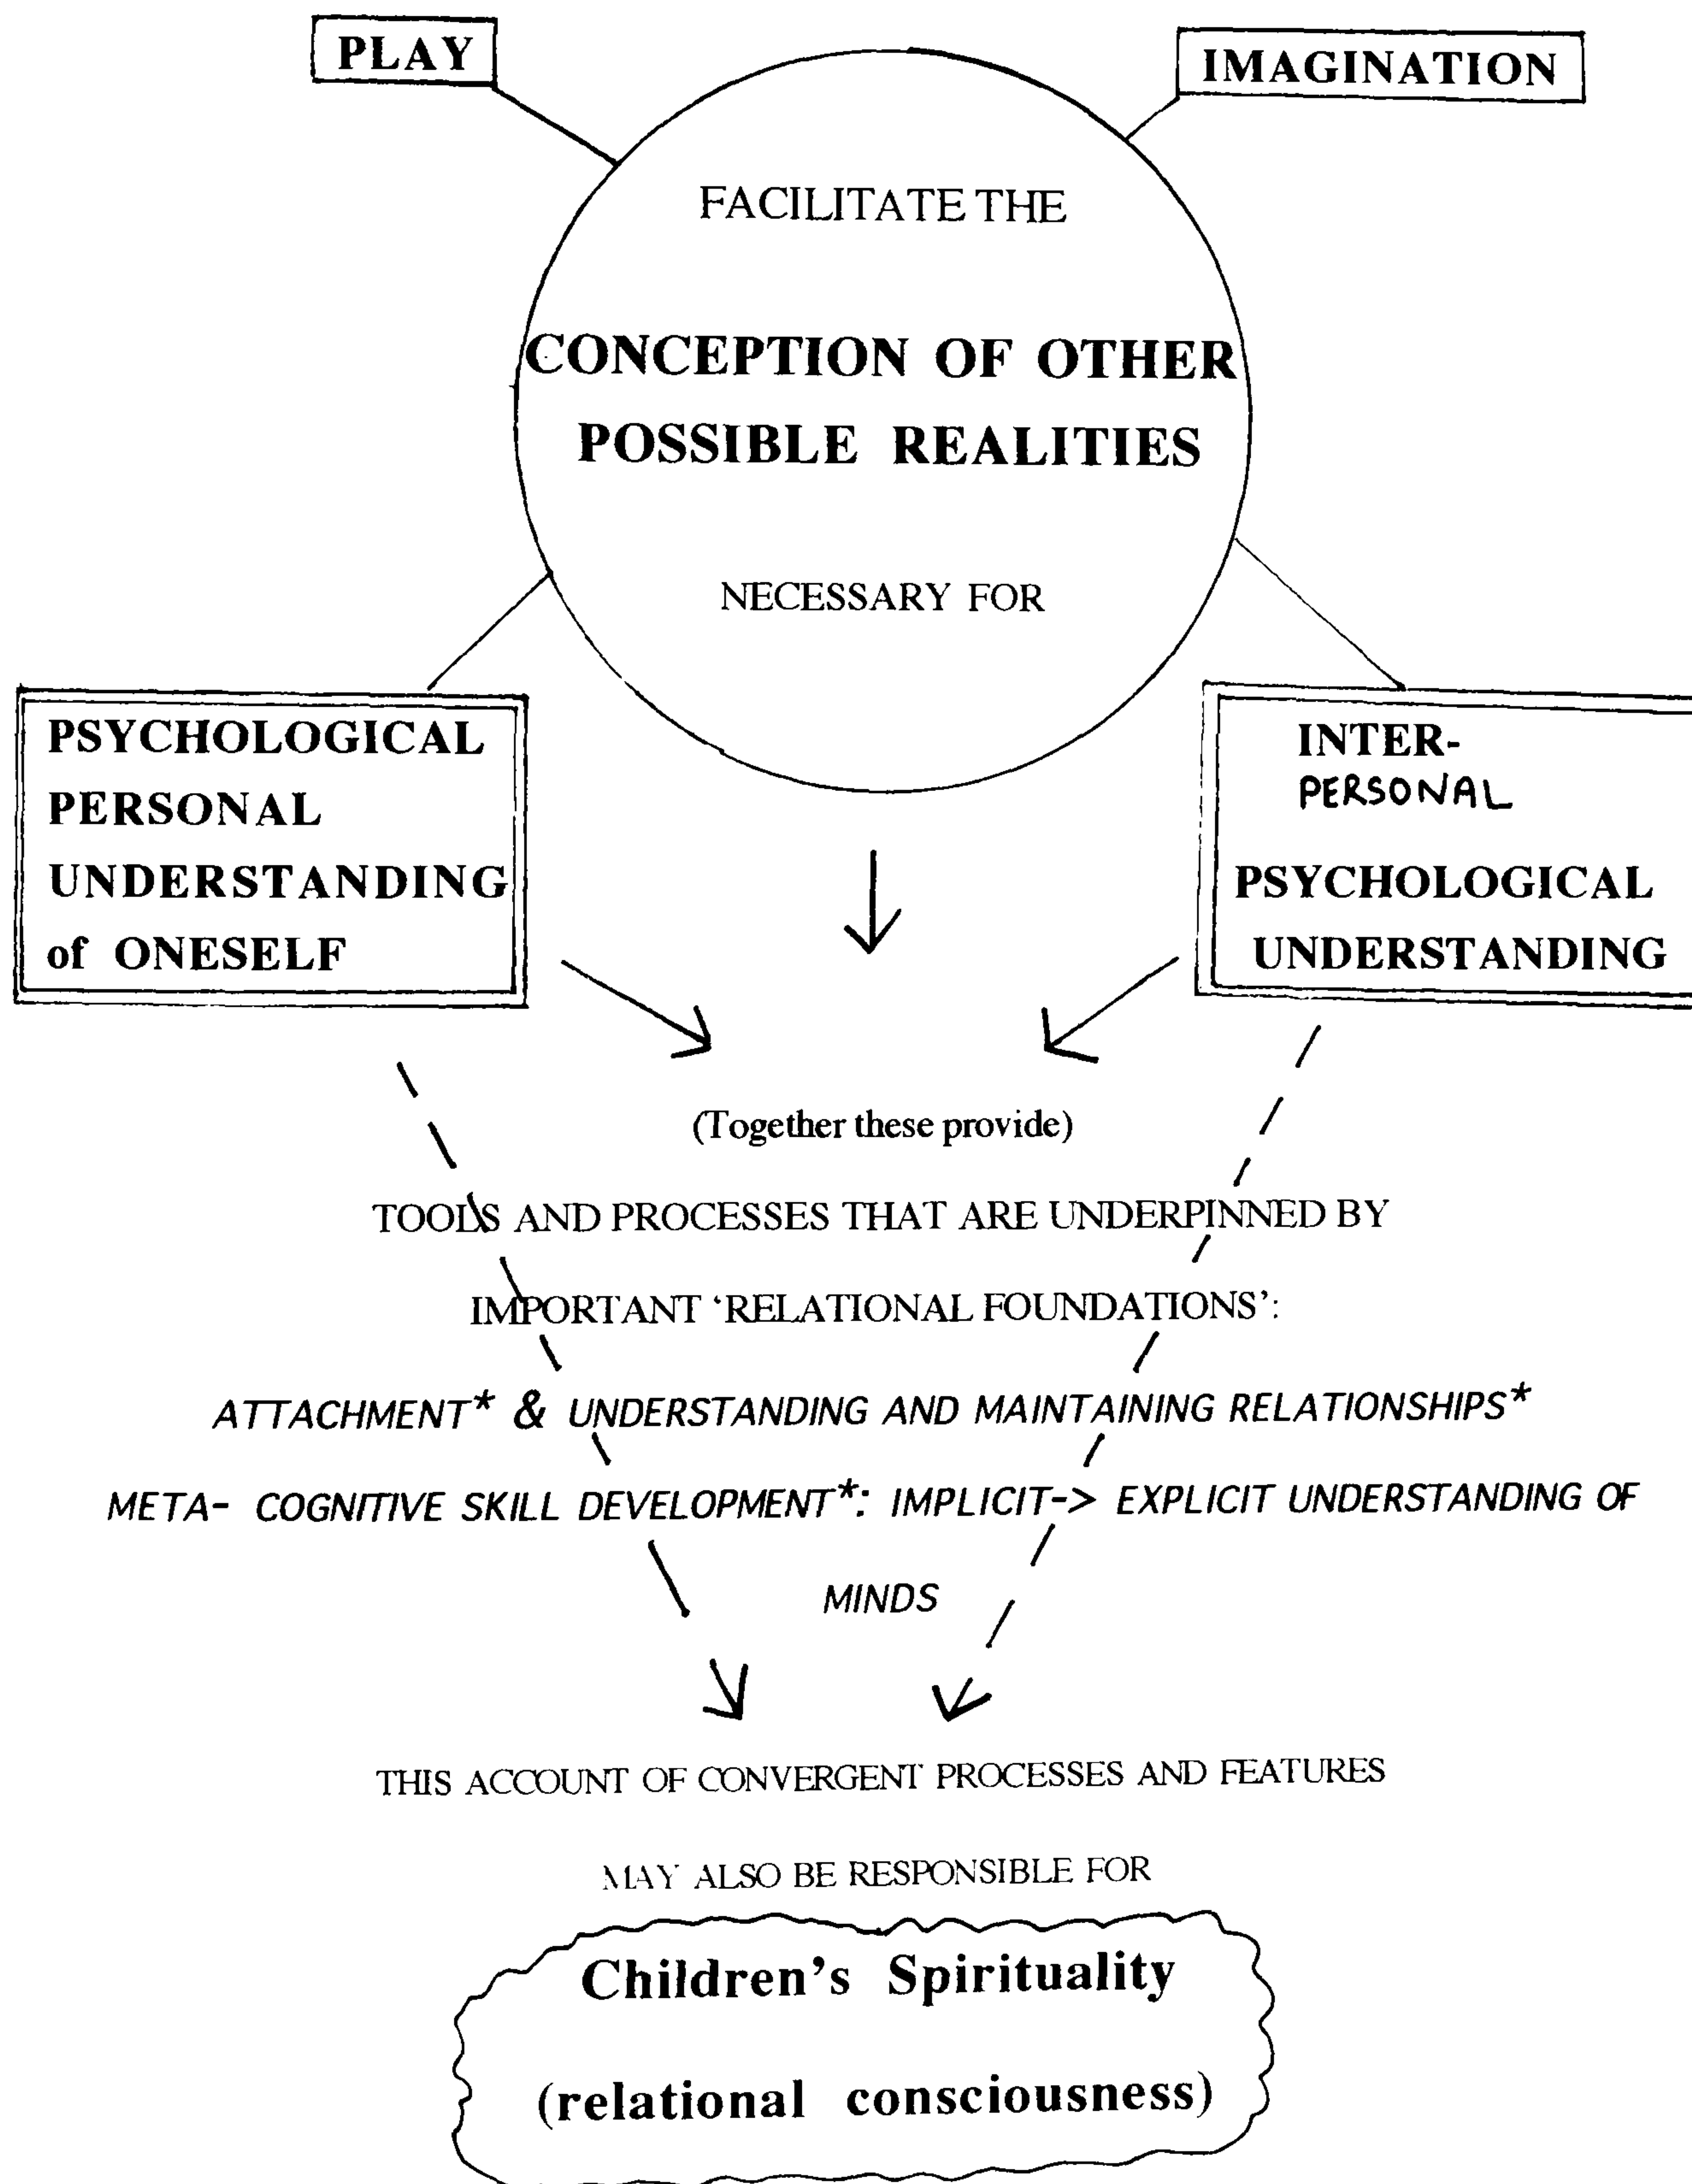 PLAY
IMAGINATION
FACILITATE THE
CONCEPTION OF OTHER
POSSIBLE REALITIES
NECESSARY FOR
PSYCHOLOGICAL
PERSONAL
UNDERSTANDING
of ONESELF
INTER-
PERSONAL
PSYCHOLOGICAL
UNDERSTANDING
(Together these provide)
TOOLS AND PROCESSES THAT ARE UNDERPINNED BY
IMPORTANT ‘RELATIONAL FOUNDATIONS’:
ATTACHMENT* & UNDERSTANDING AND MAINTAINING RELATIONSHIPS*
META- COGNITIVE SKILL DEVELOPMENT*: IMPLICIT-> EXPLICIT UNDERSTANDING OF
MINDS
THIS ACCOUNT OF CONVERGENT PROCESSES AND FEATURES
MAY ALSO BE RESPONSIBLE FOR
Children’s Spirituality
(relational consciousness)